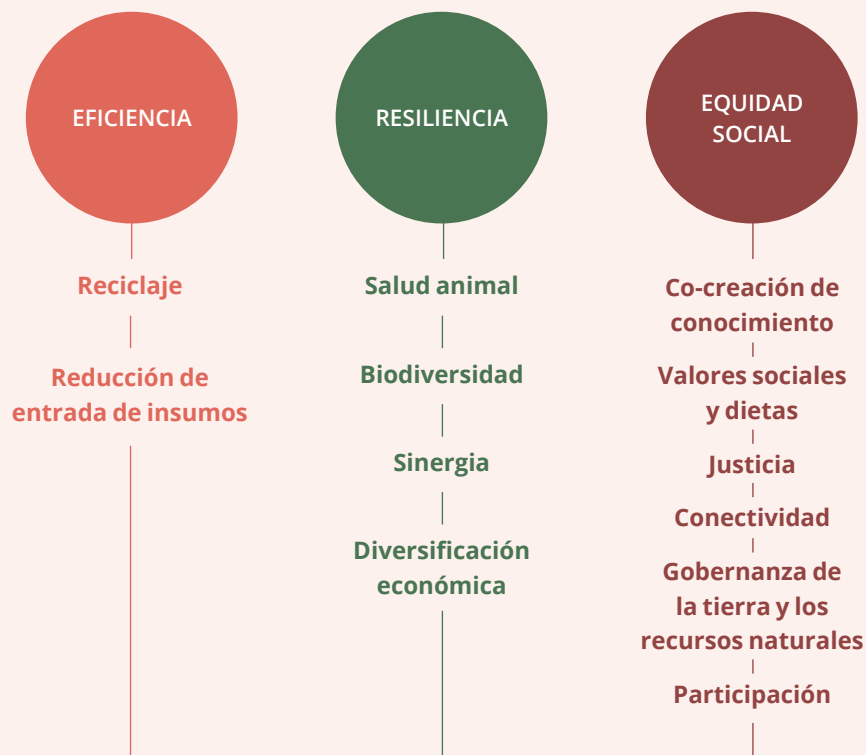 EFICIENCIA
Reciclaje
Reducción de
entrada de insumos
RESILIENCIA
Salud animal
Biodiversidad
Sinergia
Diversificación
económica
EQUIDAD
SOCIAL
Co-creación de
conocimiento
Valores sociales
y dietas
Justicia
Conectividad
Gobernanza de
la tierra y los
recursos naturales
Participación